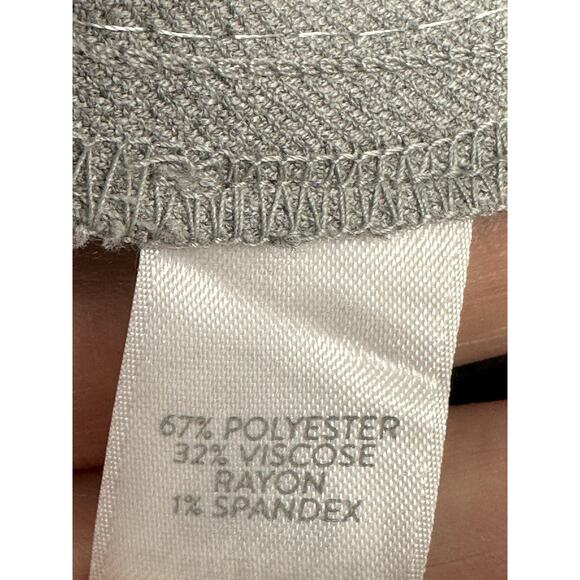 67% POLYESTER
32% VISCOSE
RAYON
1% SPANDEX